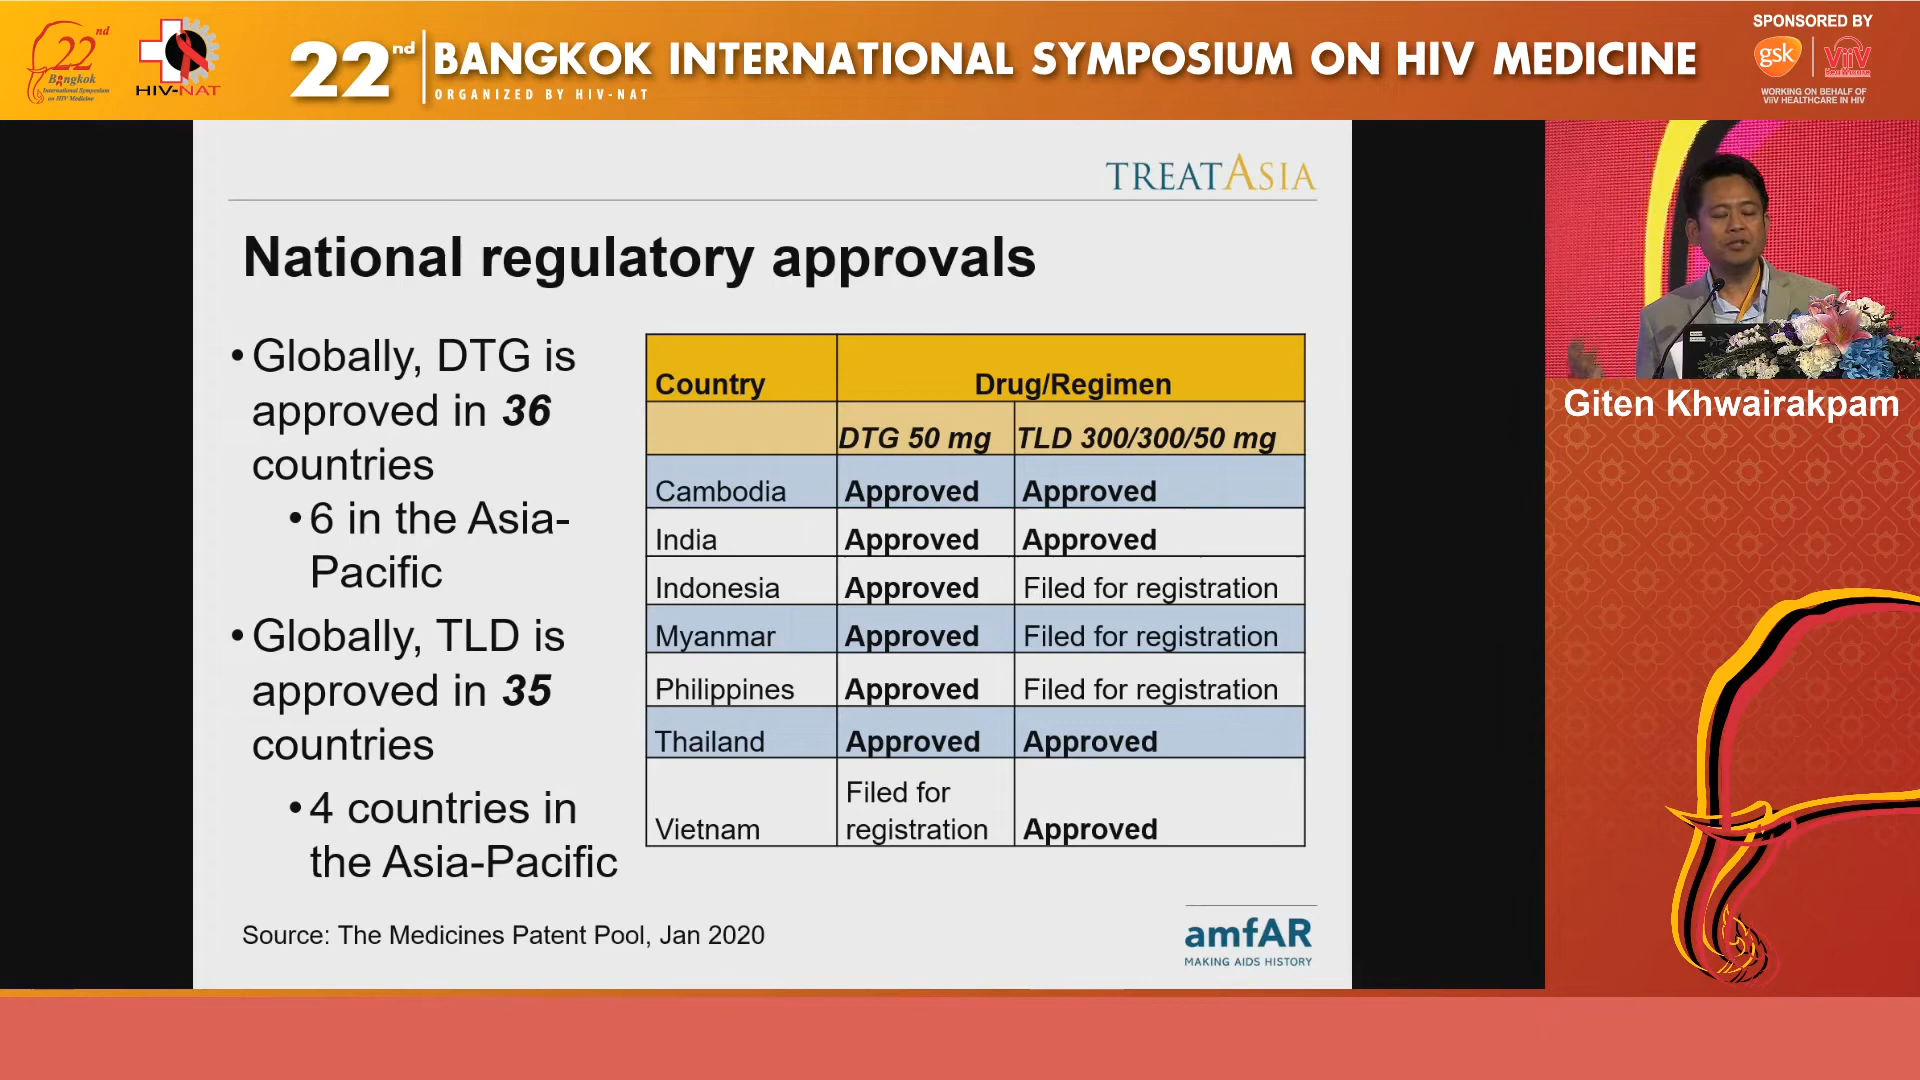 22nd
Bangkok
International Symposium
on HIV Medicine
HIV-NAT
22nd BANGKOK INTERNATIONAL SYMPOSIUM ON HIV MEDICINE
ORGANIZED BY HIV-NAT
SPONSORED BY
gsk
ViiV
WORKING ON BEHALF OF
ViiV HEALTHCARE IN HIV
TREATASIA
National regulatory approvals
•Globally, DTG is
approved in 36
countries
•6 in the Asia-
Pacific
•Globally, TLD is
approved in 35
countries
•4 countries in
the Asia-Pacific
Country Drug/Regimen
DTG 50 mg TLD 300/300/50 mg
Cambodia Approved Approved
India Approved Approved
Indonesia Approved Filed for registration
Myanmar Approved Filed for registration
Philippines Approved Filed for registration
Thailand Approved Approved
Filed for
Vietnam registration Approved
Source: The Medicines Patent Pool, Jan 2020
amfAR
MAKING AIDS HISTORY
Giten Khwairakpam